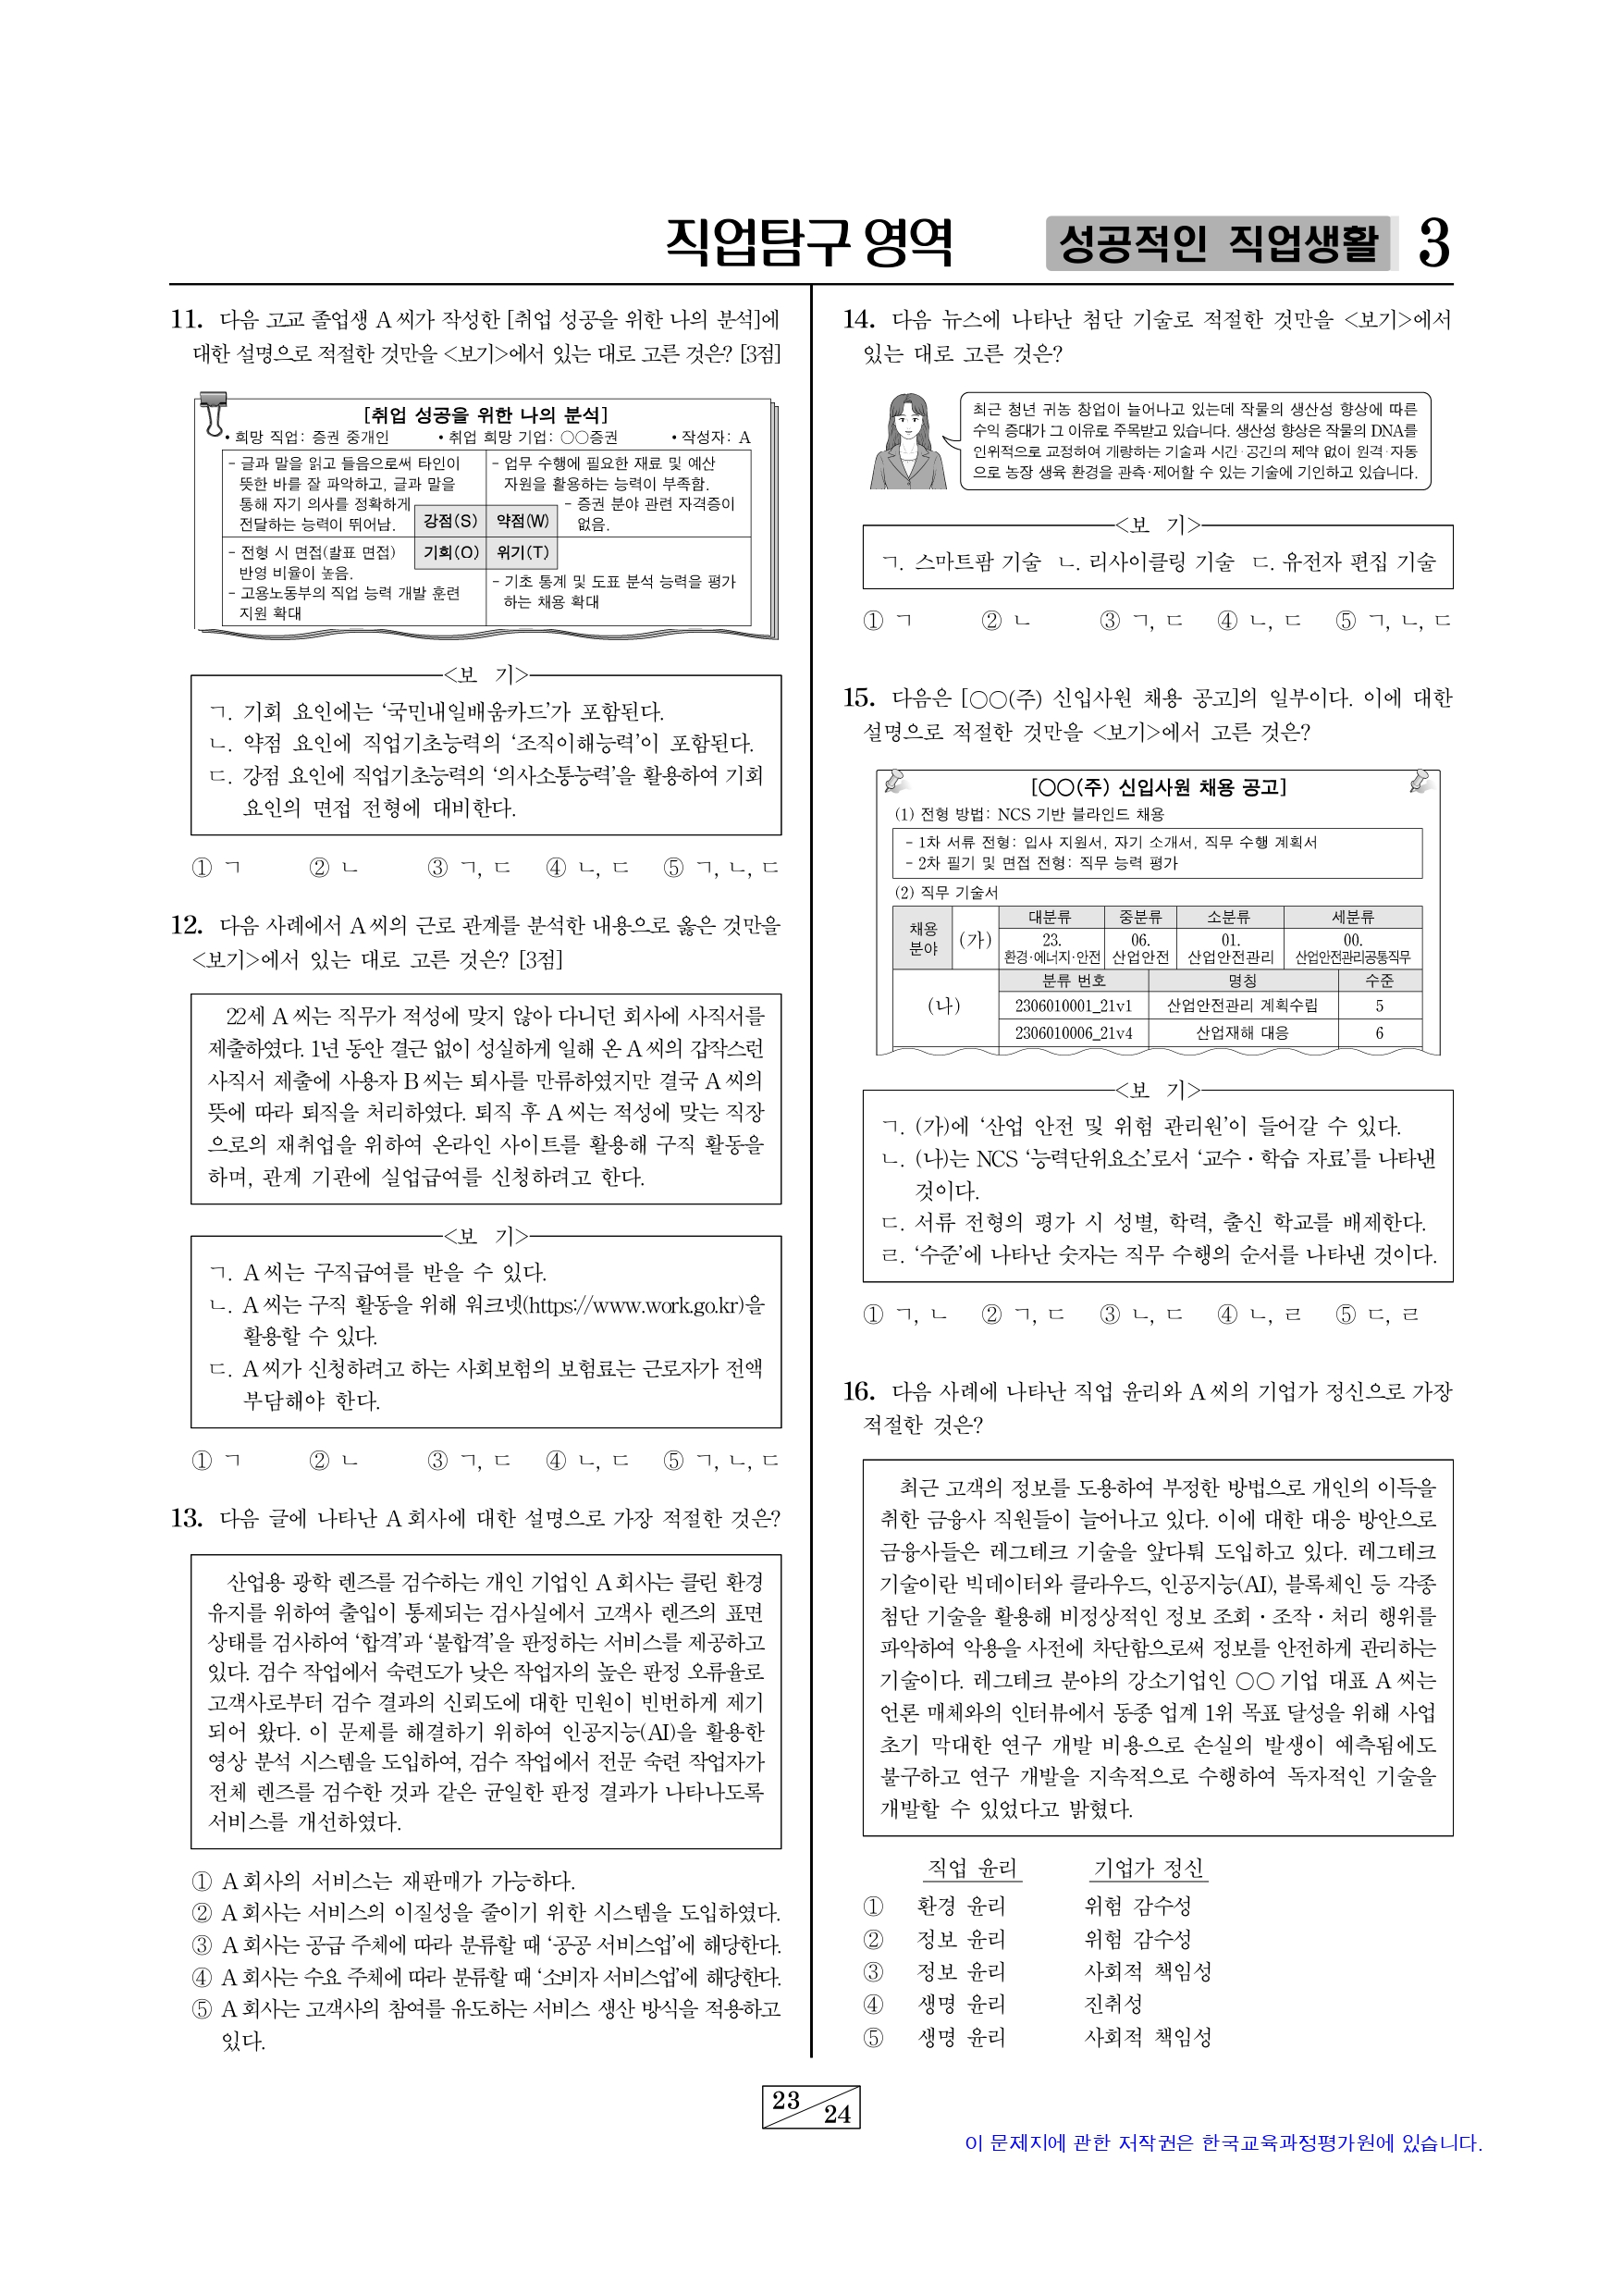 직업탐구 영역
성공적인 직업생활
3
11. 다음 고교 졸업생 A 씨가 작성한 [취업 성공을 위한 나의 분석]에
대한 설명으로 적절한 것만을 <보기>에서 있는 대로 고른 것은? [3점]
[취업 성공을 위한 나의 분석]
• 희망 직업: 증권 중개인 • 취업 희망 기업: ○○증권 • 작성자: A
- 글과 말을 읽고 들음으로써 타인이
뜻한 바를 잘 파악하고, 글과 말을
통해 자기 의사를 정확하게
전달하는 능력이 뛰어남.
강점(S)
- 업무 수행에 필요한 재료 및 예산
자원을 활용하는 능력이 부족함.
- 증권 분야 관련 자격증이
없음.
약점(W)
- 전형 시 면접(발표 면접)
반영 비율이 높음.
- 고용노동부의 직업 능력 개발 훈련
지원 확대
기회(O)
위기(T)
- 기초 통계 및 도표 분석 능력을 평가
하는 채용 확대
<보 기>
ㄱ. 기회 요인에는 ‘국민내일배움카드’가 포함된다.
ㄴ. 약점 요인에 직업기초능력의 ‘조직이해능력’이 포함된다.
ㄷ. 강점 요인에 직업기초능력의 ‘의사소통능력’을 활용하여 기회
요인의 면접 전형에 대비한다.
① ㄱ ② ㄴ ③ ㄱ, ㄷ ④ ㄴ, ㄷ ⑤ ㄱ, ㄴ, ㄷ
12. 다음 사례에서 A 씨의 근로 관계를 분석한 내용으로 옳은 것만을
<보기>에서 있는 대로 고른 것은? [3점]
22세 A 씨는 직무가 적성에 맞지 않아 다니던 회사에 사직서를
제출하였다. 1년 동안 결근 없이 성실하게 일해 온 A 씨의 갑작스런
사직서 제출에 사용자 B 씨는 퇴사를 만류하였지만 결국 A 씨의
뜻에 따라 퇴직을 처리하였다. 퇴직 후 A 씨는 적성에 맞는 직장
으로의 재취업을 위하여 온라인 사이트를 활용해 구직 활동을
하며, 관계 기관에 실업급여를 신청하려고 한다.
<보 기>
ㄱ. A 씨는 구직급여를 받을 수 있다.
ㄴ. A 씨는 구직 활동을 위해 워크넷(https://www.work.go.kr)을
활용할 수 있다.
ㄷ. A 씨가 신청하려고 하는 사회보험의 보험료는 근로자가 전액
부담해야 한다.
① ㄱ ② ㄴ ③ ㄱ, ㄷ ④ ㄴ, ㄷ ⑤ ㄱ, ㄴ, ㄷ
13. 다음 글에 나타난 A 회사에 대한 설명으로 가장 적절한 것은?
산업용 광학 렌즈를 검수하는 개인 기업인 A 회사는 클린 환경
유지를 위하여 출입이 통제되는 검사실에서 고객사 렌즈의 표면
상태를 검사하여 ‘합격’과 ‘불합격’을 판정하는 서비스를 제공하고
있다. 검수 작업에서 숙련도가 낮은 작업자의 높은 판정 오류율로
고객사로부터 검수 결과의 신뢰도에 대한 민원이 빈번하게 제기
되어 왔다. 이 문제를 해결하기 위하여 인공지능(AI)을 활용한
영상 분석 시스템을 도입하여, 검수 작업에서 전문 숙련 작업자가
전체 렌즈를 검수한 것과 같은 균일한 판정 결과가 나타나도록
서비스를 개선하였다.
① A 회사의 서비스는 재판매가 가능하다.
② A 회사는 서비스의 이질성을 줄이기 위한 시스템을 도입하였다.
③ A 회사는 공급 주체에 따라 분류할 때 ‘공공 서비스업’에 해당한다.
④ A 회사는 수요 주체에 따라 분류할 때 ‘소비자 서비스업’에 해당한다.
⑤ A 회사는 고객사의 참여를 유도하는 서비스 생산 방식을 적용하고
있다.
14. 다음 뉴스에 나타난 첨단 기술로 적절한 것만을 <보기>에서
있는 대로 고른 것은?
최근 청년 귀농 창업이 늘어나고 있는데 작물의 생산성 향상에 따른
수익 증대가 그 이유로 주목받고 있습니다. 생산성 향상은 작물의 DNA를
인위적으로 교정하여 개량하는 기술과 시간·공간의 제약 없이 원격·자동
으로 농장 생육 환경을 관측·제어할 수 있는 기술에 기인하고 있습니다.
<보 기>
ㄱ. 스마트팜 기술 ㄴ. 리사이클링 기술 ㄷ. 유전자 편집 기술
① ㄱ ② ㄴ ③ ㄱ, ㄷ ④ ㄴ, ㄷ ⑤ ㄱ, ㄴ, ㄷ
15. 다음은 [○○(주) 신입사원 채용 공고]의 일부이다. 이에 대한
설명으로 적절한 것만을 <보기>에서 고른 것은?
[○○(주) 신입사원 채용 공고]
(1) 전형 방법: NCS 기반 블라인드 채용
- 1차 서류 전형: 입사 지원서, 자기 소개서, 직무 수행 계획서
- 2차 필기 및 면접 전형: 직무 능력 평가
(2) 직무 기술서
채용 분야 (가) 대분류 중분류 소분류 세분류
23. 06. 01. 00.
환경·에너지·안전 산업안전 산업안전관리 산업안전관리공통직무
(나) 분류 번호 명칭 수준
2306010001_21v1 산업안전관리 계획수립 5
2306010006_21v4 산업재해 대응 6
<보 기>
ㄱ. (가)에 ‘산업 안전 및 위험 관리원’이 들어갈 수 있다.
ㄴ. (나)는 NCS ‘능력단위요소’로서 ‘교수·학습 자료’를 나타낸
것이다.
ㄷ. 서류 전형의 평가 시 성별, 학력, 출신 학교를 배제한다.
ㄹ. ‘수준’에 나타난 숫자는 직무 수행의 순서를 나타낸 것이다.
① ㄱ, ㄴ ② ㄱ, ㄷ ③ ㄴ, ㄷ ④ ㄴ, ㄹ ⑤ ㄷ, ㄹ
16. 다음 사례에 나타난 직업 윤리와 A 씨의 기업가 정신으로 가장
적절한 것은?
최근 고객의 정보를 도용하여 부정한 방법으로 개인의 이득을
취한 금융사 직원들이 늘어나고 있다. 이에 대한 대응 방안으로
금융사들은 레그테크 기술을 앞다퉈 도입하고 있다. 레그테크
기술이란 빅데이터와 클라우드, 인공지능(AI), 블록체인 등 각종
첨단 기술을 활용해 비정상적인 정보 조회·조작·처리 행위를
파악하여 악용을 사전에 차단함으로써 정보를 안전하게 관리하는
기술이다. 레그테크 분야의 강소기업인 ○○ 기업 대표 A 씨는
언론 매체와의 인터뷰에서 동종 업계 1위 목표 달성을 위해 사업
초기 막대한 연구 개발 비용으로 손실의 발생이 예측됨에도
불구하고 연구 개발을 지속적으로 수행하여 독자적인 기술을
개발할 수 있었다고 밝혔다.
직업 윤리 기업가 정신
① 환경 윤리 위험 감수성
② 정보 윤리 위험 감수성
③ 정보 윤리 사회적 책임성
④ 생명 윤리 진취성
⑤ 생명 윤리 사회적 책임성
23
24
이 문제지에 관한 저작권은 한국교육과정평가원에 있습니다.